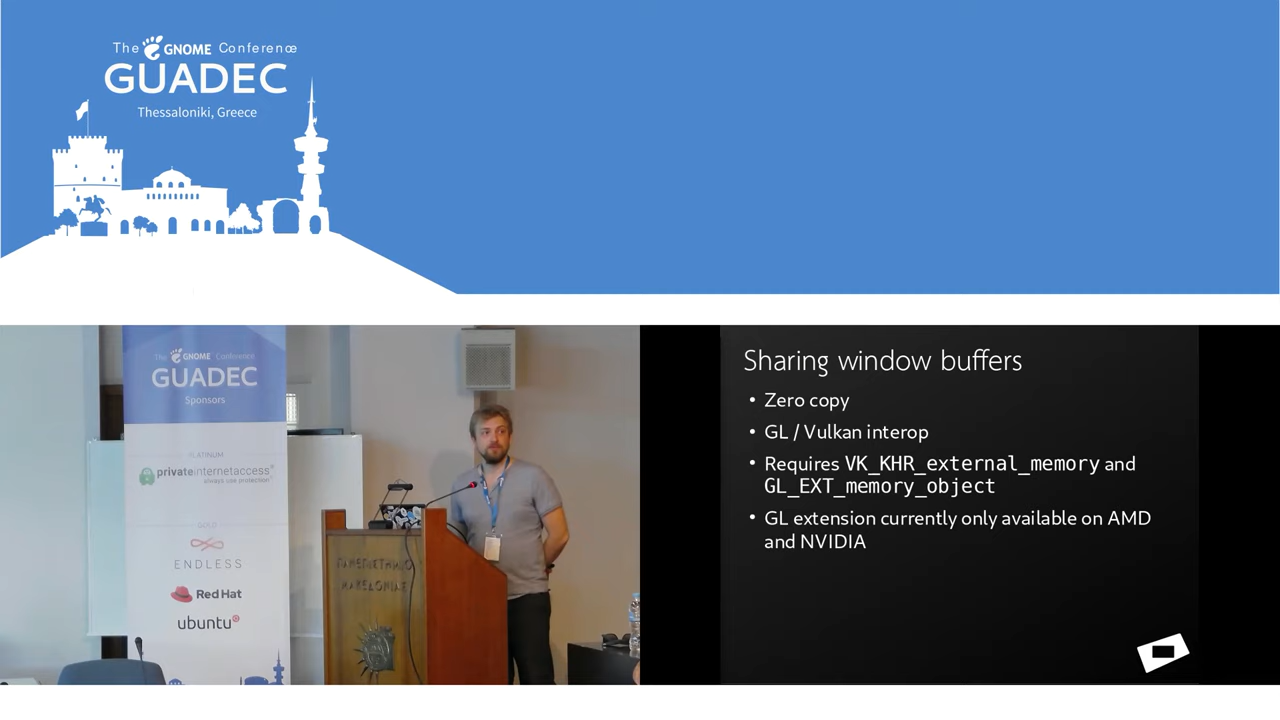 The GNOME Conference
GUADEC
Thessaloniki, Greece
The GNOME Conference
GUADEC
Sponsors
PLATINUM
privateinternetaccess®
always use protection®
GOLD
ENDLESS
Red Hat
ubuntu®
ΠΑΝΕΠΙΣΤΗΜΙΟ
ΜΑΚΕΔΟΝΙΑΣ
Sharing window buffers
• Zero copy
• GL / Vulkan interop
• Requires VK_KHR_external_memory and
GL_EXT_memory_object
• GL extension currently only available on AMD
and NVIDIA